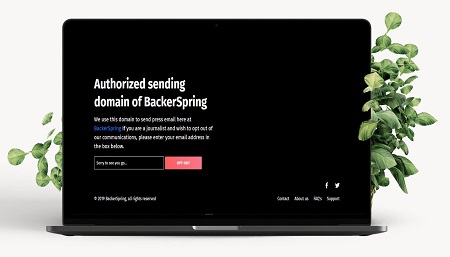 Authorized sending
domain of BackerSpring
We use this domain to send press email here at
BackerSpring If you are a journalist and wish to opt out of
our communications, please enter your email address in
the box below.
Sorry to see you go... OPT-OUT
© 2019 BackerSpring, all rights reserved Contact About us FAQ's Support